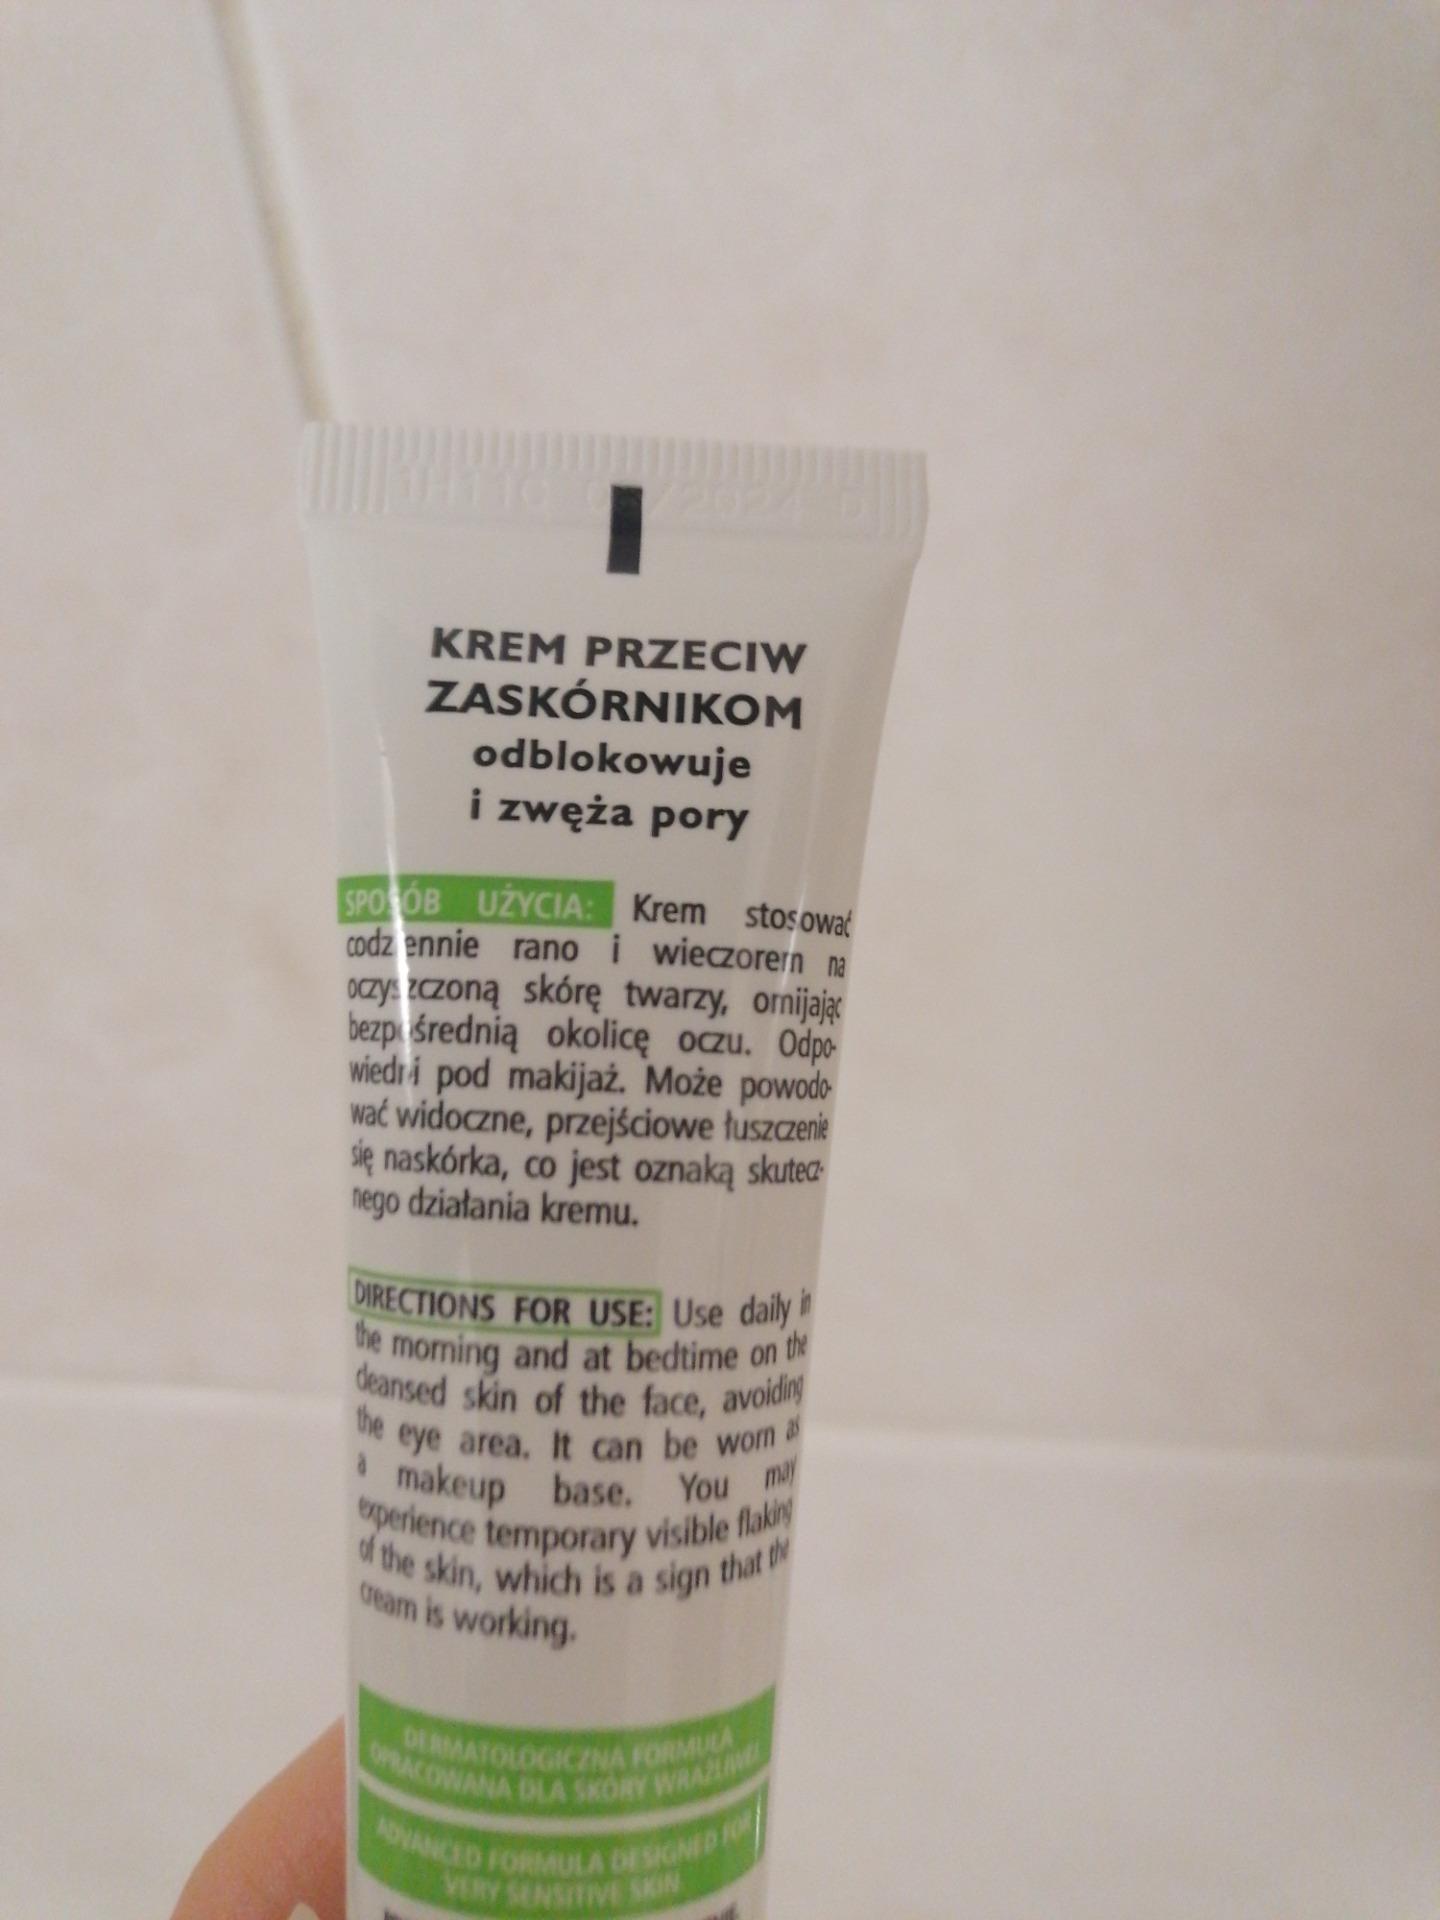 2024
KREM PRZECIW
ZASKÓRNIKOM
odblokowuje
i zwęża pory
SPOSÓB UŻYCIA: Krem stosować
codziennie rano i wieczorem na
oczyszczoną skórę twarzy, omijając
bezpośrednią okolicę oczu. Odpo-
wiedni pod makijaż. Może powodo-
wać widoczne, przejściowe łuszczenie
się naskórka, co jest oznaką skutecz-
nego działania kremu.
DIRECTIONS FOR USE: Use daily in
the morning and at bedtime on the
cleansed skin of the face, avoiding
the eye area. It can be worn as
a makeup base. You may
experience temporary visible flaking
of the skin, which is a sign that the
cream is working.
DERMATOLOGICZNA FORMUŁA
OPRACOWANA DLA SKÓRY WRAŻLIWEJ
ADVANCED FORMULA DESIGNED FOR
VERY SENSITIVE SKIN